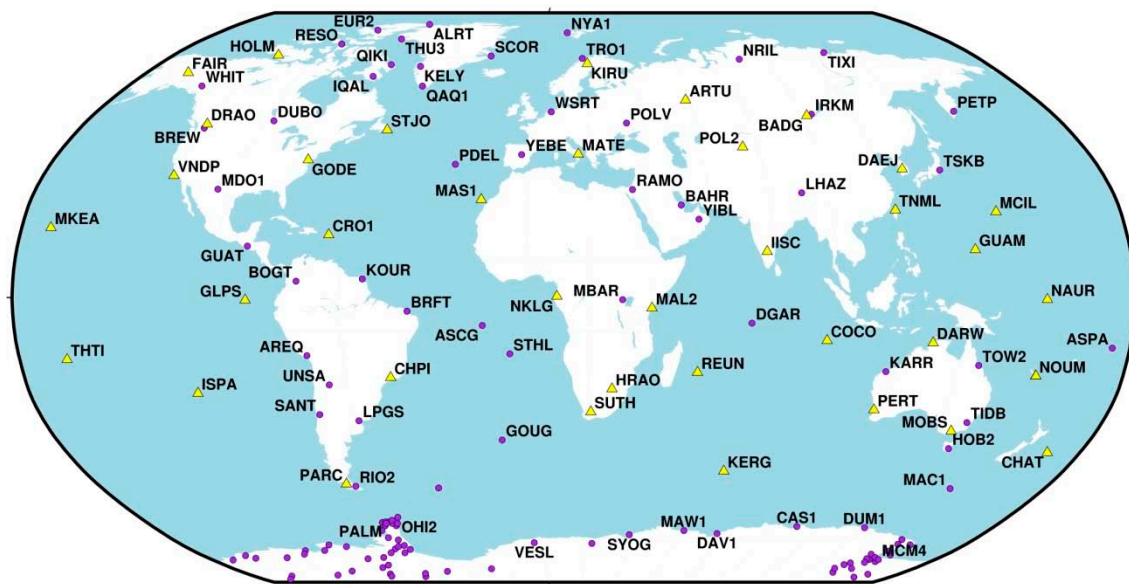 EUR2
ALRT
NYA1
RESO
THU3
SCOR
HOLM
QIKI
TRO1
NRIL
TIXI
FAIR
WHIT
IQAL
KELY
QAQ1
KIRU
DRAO
DUBO
STJO
WSRT
POLV
ARTU
IRKM
PETP
BREW
BADG
VNDP
GODE
PDEL
YEBE
MATE
POL2
DAEJ
TSKB
MDO1
MAS1
RAMO
BAHR
LHAZ
YIBL
TNML
MCIL
MKEA
CRO1
GUAT
IISC
GUAM
BOGT
KOUR
GLPS
BRFT
NKLG
MBAR
MAL2
NAUR
ASCG
DGAR
COCO
DARW
ASPA
THTI
AREQ
STHL
ISPA
UNSA
CHPI
HRAO
REUN
KARR
TOW2
NOUM
SANT
LPGS
SUTH
PERT
MOBS
TIDB
GOUG
HOB2
CHAT
PARC
RIO2
KERG
MAC1
PALM
OHI2
VESL
SYOG
MAW1
DAV1
CAS1
DUM1
MCM4